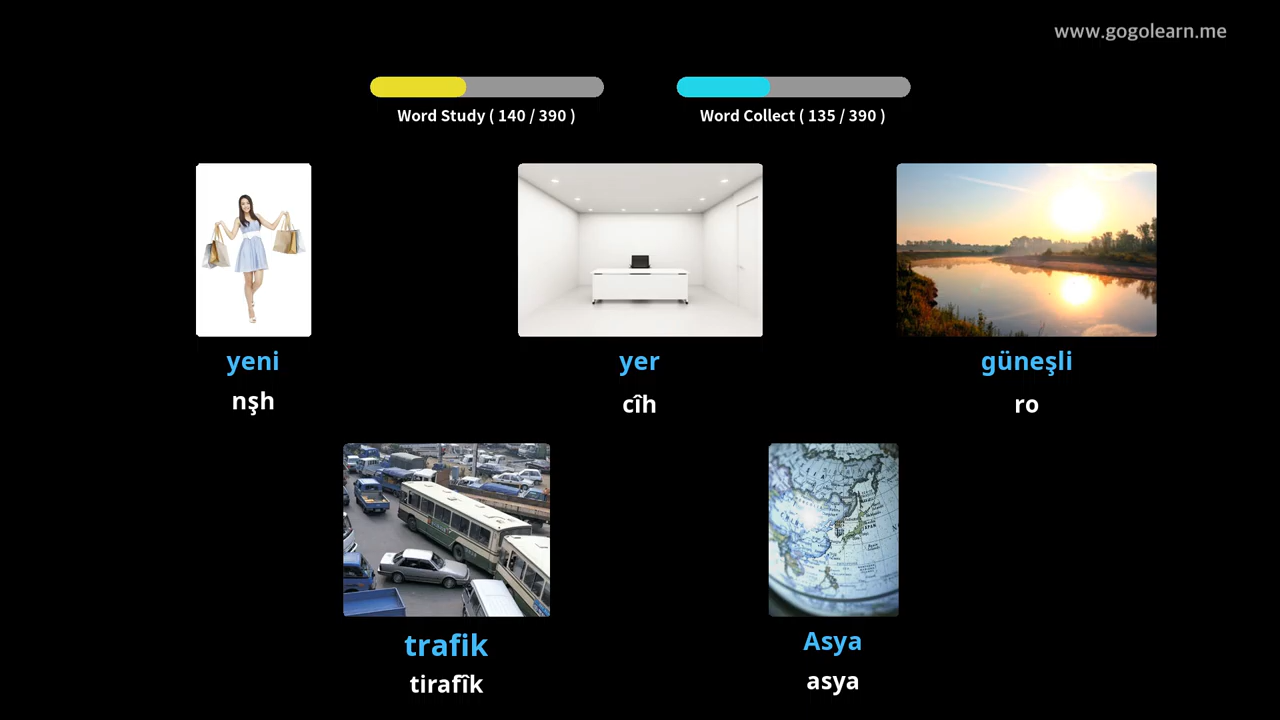 www.gogolearn.me
Word Study ( 140 / 390 )
Word Collect ( 135 / 390 )
yeni
nşh
yer
cîh
güneşli
ro
trafik
tirafîk
Asya
asya